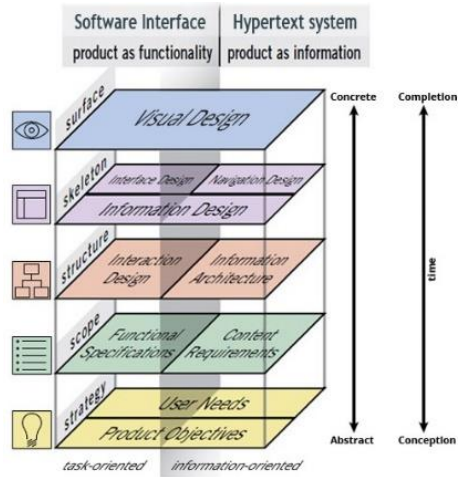 Software Interface
Hypertext system
product as functionality
product as information
Concrete
Completion
surface
Visual Design
skeleton
Interface Design
Navigation Design
Information Design
structure
Interaction
Design
Information
Architecture
time
scope
Functional
Specifications
Content
Requirements
strategy
User Needs
Product Objectives
Abstract
Conception
task-oriented
information-oriented